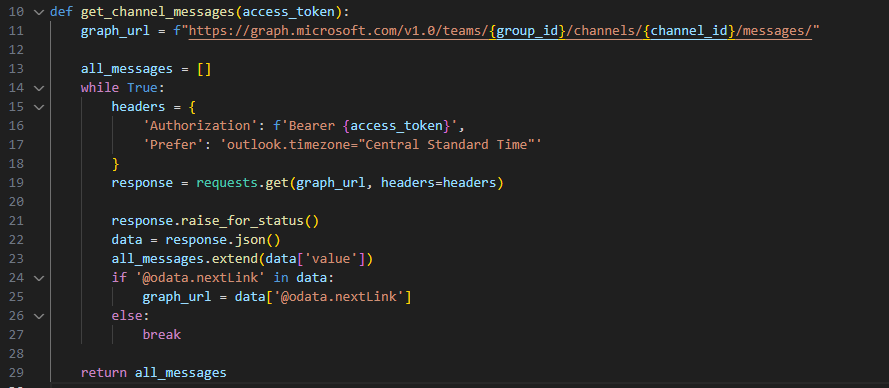 10 def get_channel_messages(access_token):
11     graph_url = f"https://graph.microsoft.com/v1.0/teams/{group_id}/channels/{channel_id}/messages/"
12
13     all_messages = []
14     while True:
15         headers = {
16             'Authorization': f'Bearer {access_token}',
17             'Prefer': 'outlook.timezone="Central Standard Time"'
18         }
19         response = requests.get(graph_url, headers=headers)
20
21         response.raise_for_status()
22         data = response.json()
23         all_messages.extend(data['value'])
24         if '@odata.nextLink' in data:
25             graph_url = data['@odata.nextLink']
26         else:
27             break
28
29     return all_messages